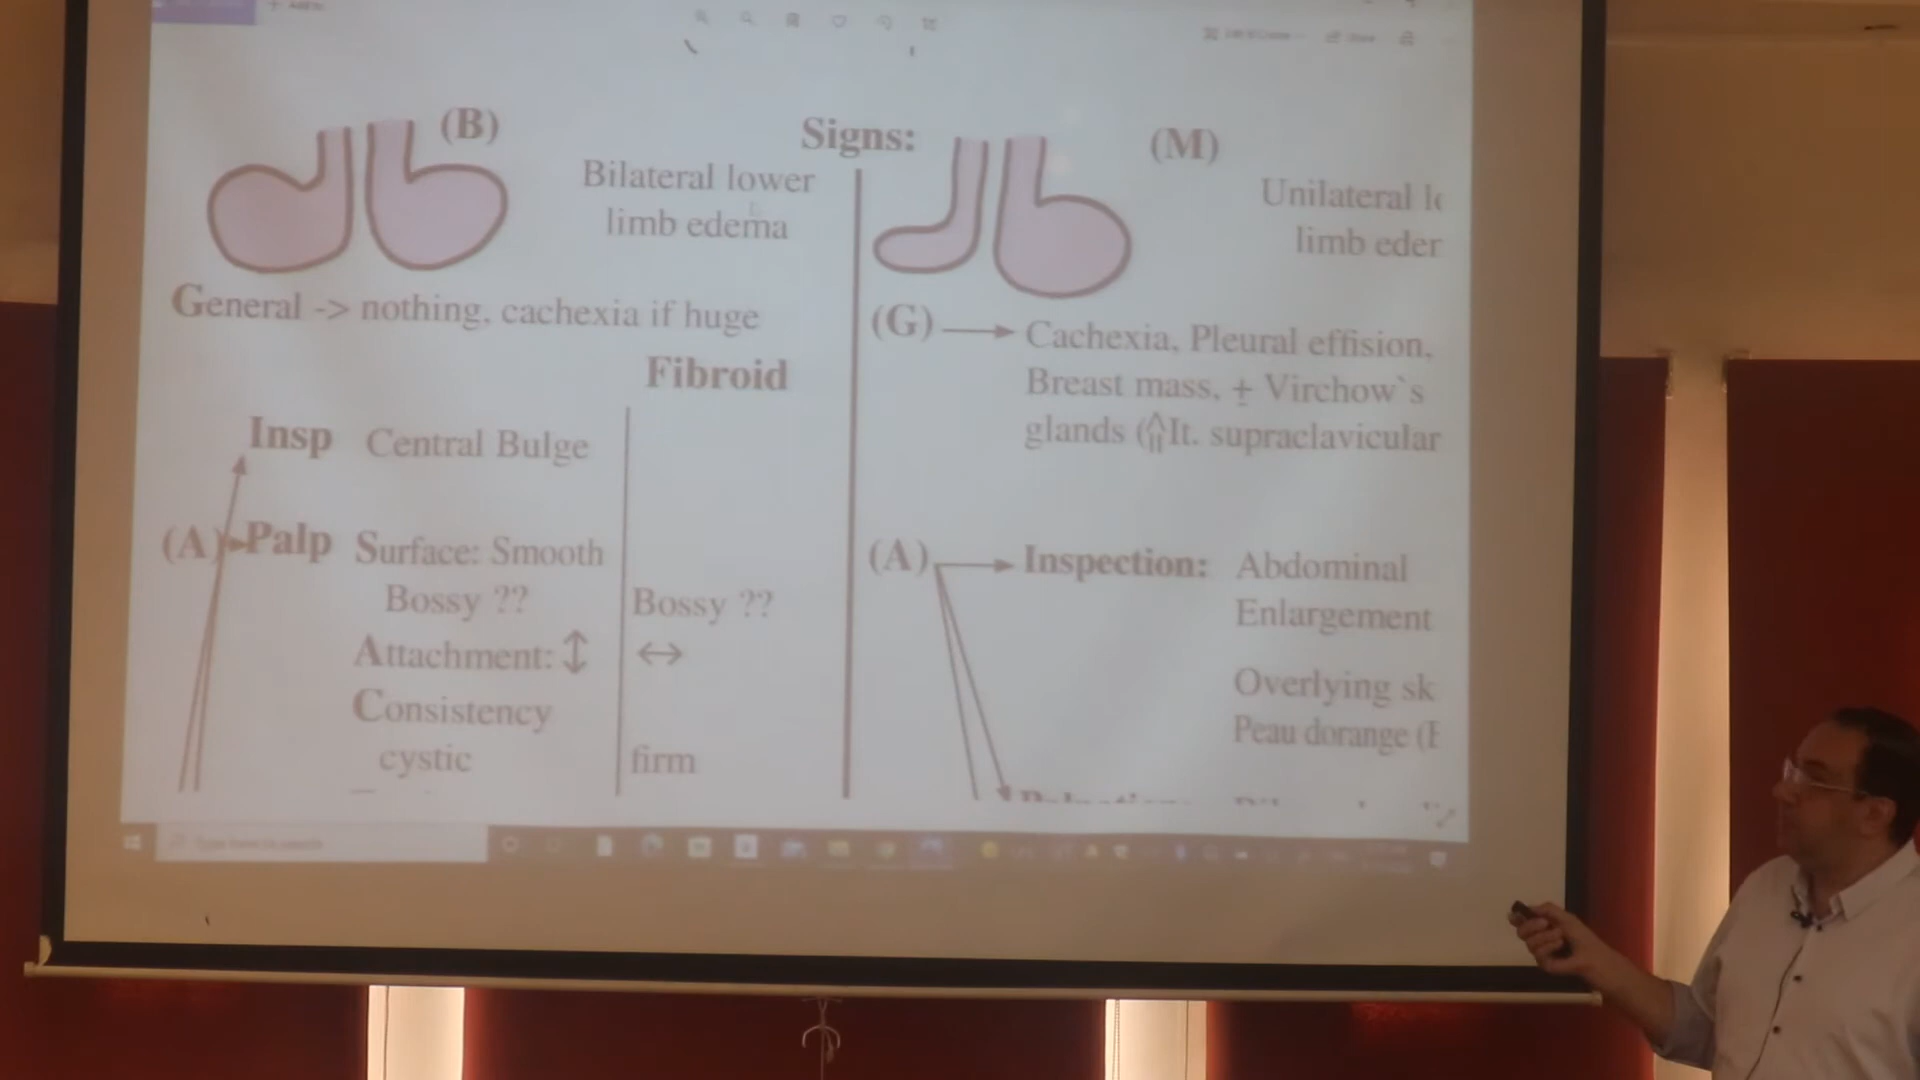 Signs:
(B)
Bilateral lower
limb edema
General -> nothing, cachexia if huge
Fibroid
Insp Central Bulge
(A) Palp Surface: Smooth
Bossy ?? Bossy ??
Attachment: ↕ ↔
Consistency
cystic firm
(M)
Unilateral lo
limb eder
(G) → Cachexia, Pleural effision,
Breast mass, ± Virchow`s
glands (⇑lt. supraclavicular
(A) → Inspection: Abdominal
Enlargement
Overlying sk
Peau dorange (